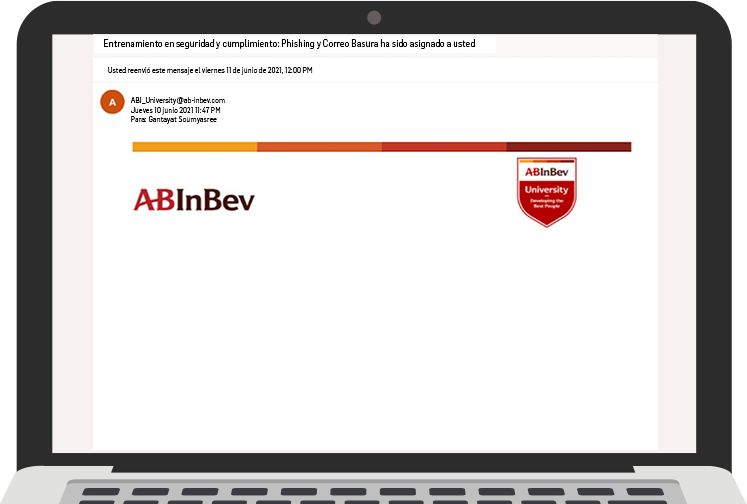 Entrenamiento en seguridad y cumplimiento: Phishing y Correo Basura ha sido asignado a usted
Usted reenvió este mensaje el viernes 11 de junio de 2021, 12:00 PM
A
ABI_University@ab-inbev.com
Jueves 10 junio 2021 11:47 PM
Para: Gantayat Soumyasree
ABInBev
ABInBev
University
Developing the
Best People